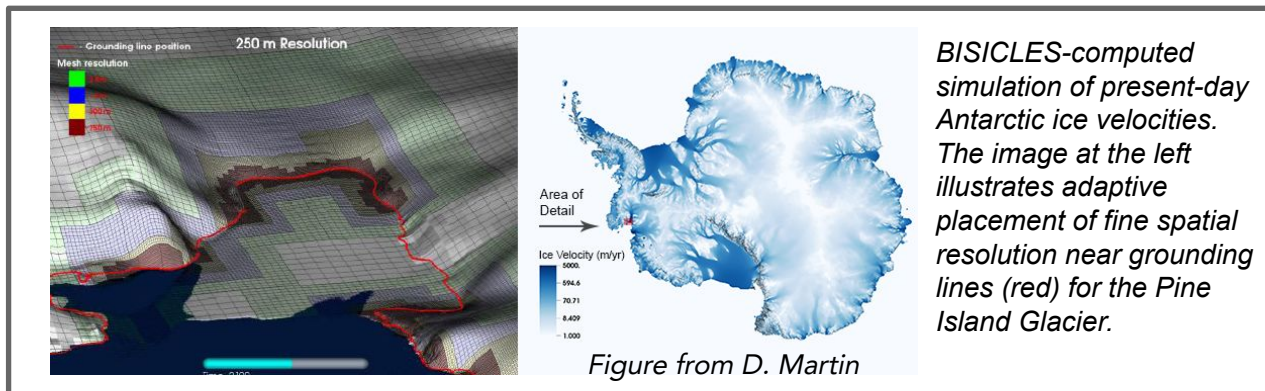 - Grounding line position
250 m Resolution
Mesh resolution
Area of
Detail
Ice Velocity (m/yr)
5000.
594.6
70.71
8.409
1.000
Figure from D. Martin
BISICLES-computed
simulation of present-day
Antarctic ice velocities.
The image at the left
illustrates adaptive
placement of fine spatial
resolution near grounding
lines (red) for the Pine
Island Glacier.